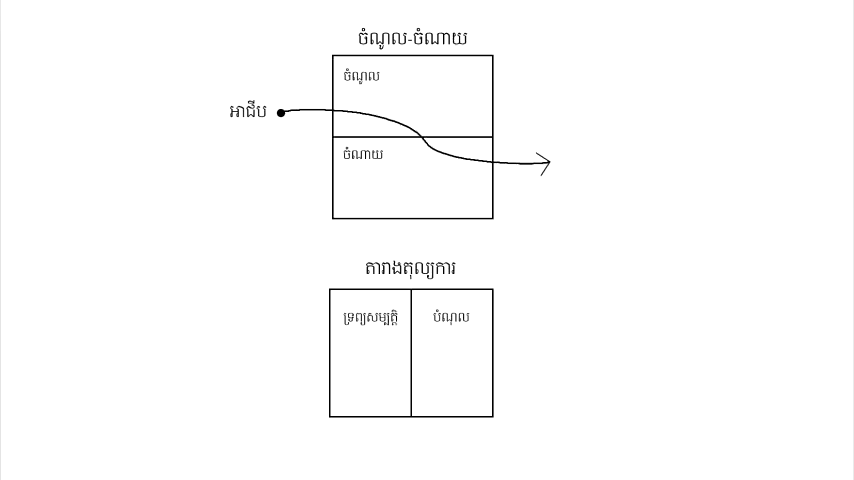 ចំណូល-ចំណាយ
ចំណូល
អាជីប
ចំណាយ
តារាងតុល្យការ
ទ្រព្យសម្បត្តិ
បំណុល